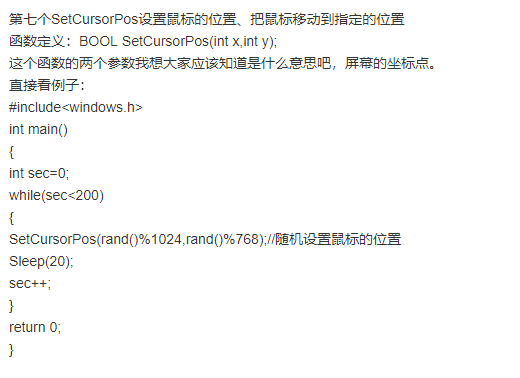 第七个SetCursorPos设置鼠标的位置、把鼠标移动到指定的位置
函数定义：BOOL SetCursorPos(int x,int y);
这个函数的两个参数我想大家应该知道是什么意思吧，屏幕的坐标点。
直接看例子：
#include<windows.h>
int main()
{
int sec=0;
while(sec<200)
{
SetCursorPos(rand()%1024,rand()%768);//随机设置鼠标的位置
Sleep(20);
sec++;
}
return 0;
}